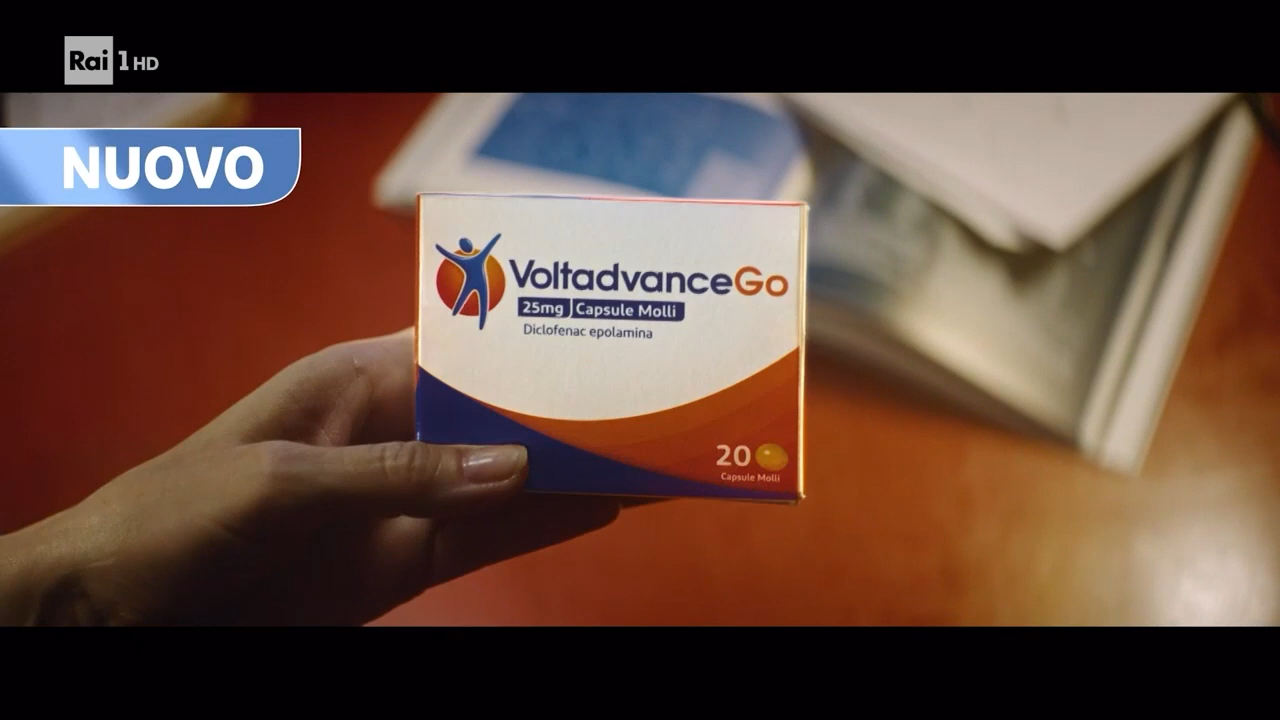 Rai 1 HD
NUOVO
VoltadvanceGo
25mg Capsule Molli
Diclofenac epolamina
20
Capsule Molli